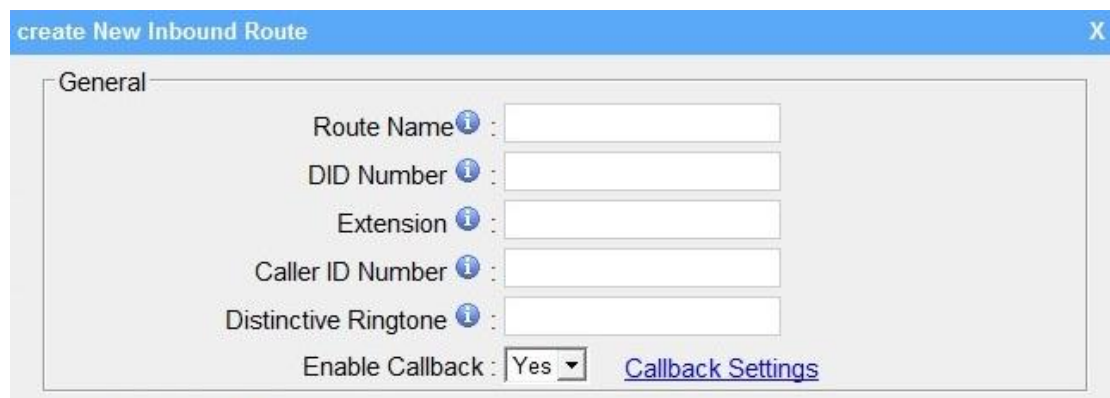 create New Inbound Route X
General
Route Name :
DID Number :
Extension :
Caller ID Number :
Distinctive Ringtone :
Enable Callback : Yes Callback Settings